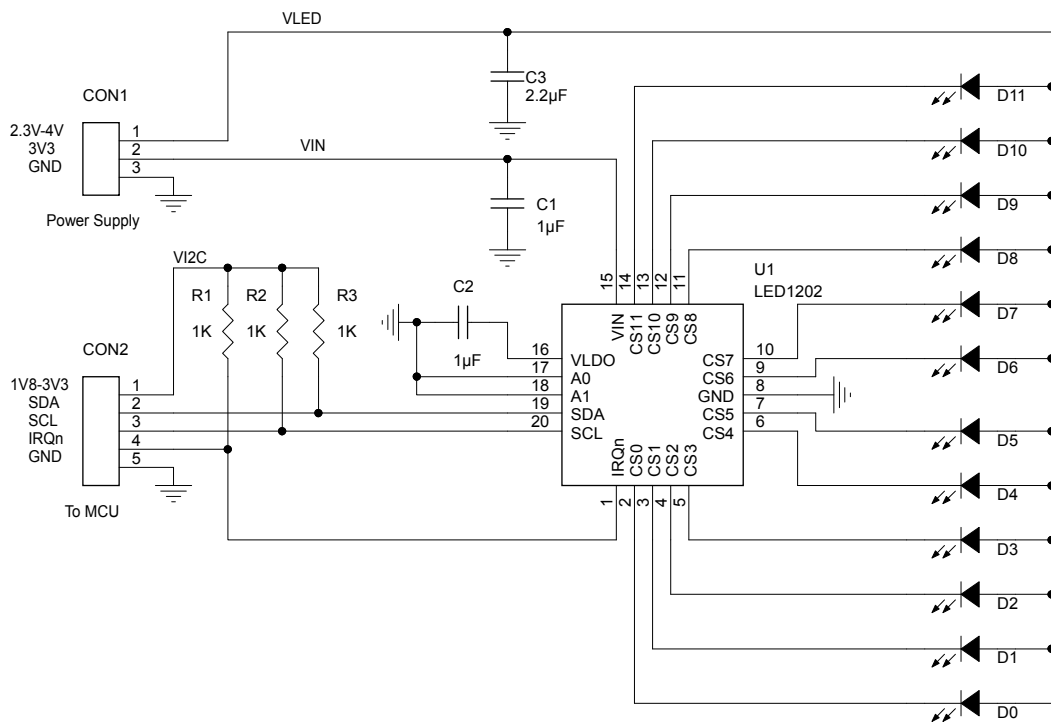 VLED
C3
2.2µF
CON1
2.3V-4V
3V3
GND
1
2
3
Power Supply
VIN
C1
1µF
VI2C
R1
1K
R2
1K
R3
1K
C2
1µF
CON2
1V8-3V3
SDA
SCL
IRQn
GND
1
2
3
4
5
To MCU
U1
LED1202
15
14
13
12
11
VIN
CS11
CS10
CS9
CS8
16
17
18
19
20
VLDO
A0
A1
SDA
SCL
CS7
CS6
GND
CS5
CS4
10
9
8
7
6
IRQn
CS0
CS1
CS2
CS3
1
2
3
4
5
D11
D10
D9
D8
D7
D6
D5
D4
D3
D2
D1
D0